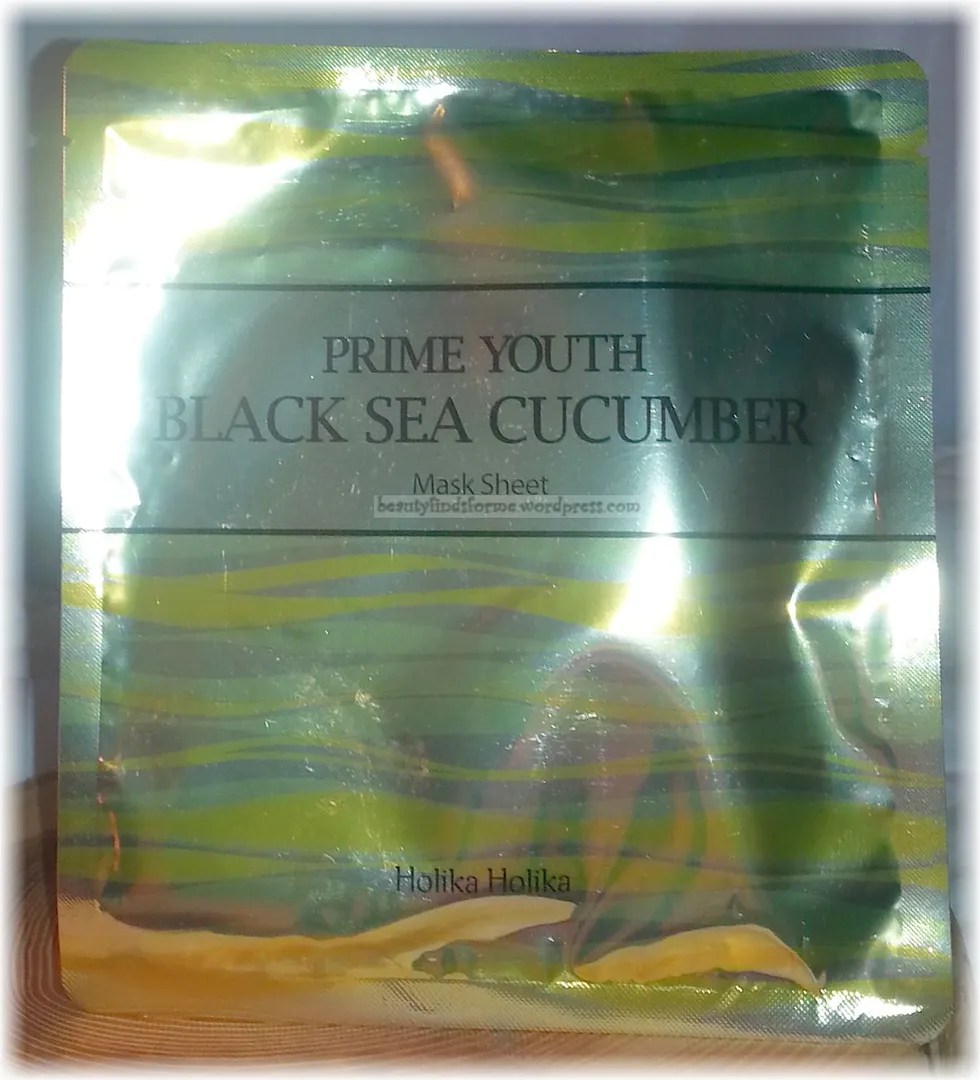 PRIME YOUTH
BLACK SEA CUCUMBER
Mask Sheet
beautyfindsforme.wordpress.com
Holika Holika